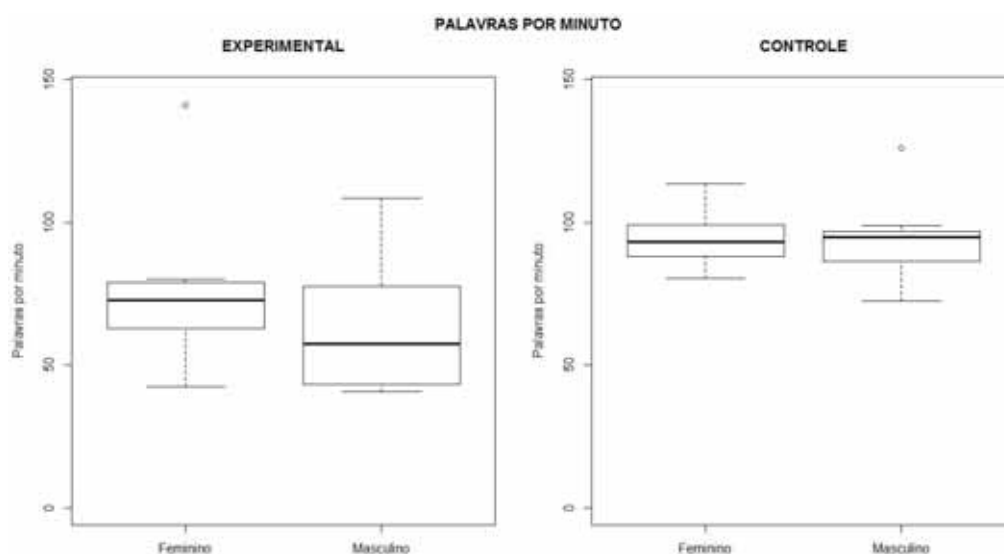 PALAVRAS POR MINUTO
EXPERIMENTAL
Palavras por minuto
150
100
50
0
Feminino
Masculino
CONTROLE
Palavras por minuto
150
100
50
0
Feminino
Masculino